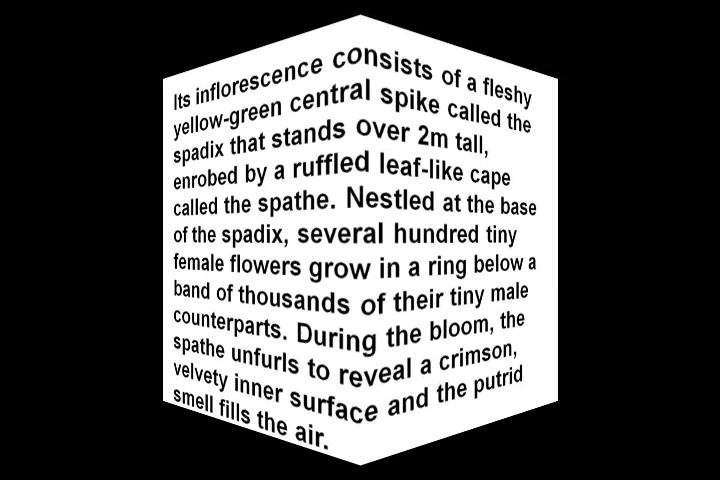 Its inflorescence consists of a fleshy
yellow-green central spike called the
spadix that stands over 2m tall,
enrobed by a ruffled leaf-like cape
called the spathe. Nestled at the base
of the spadix, several hundred tiny
female flowers grow in a ring below a
band of thousands of their tiny male
counterparts. During the bloom, the
spathe unfurls to reveal a crimson,
velvety inner surface and the putrid
smell fills the air.